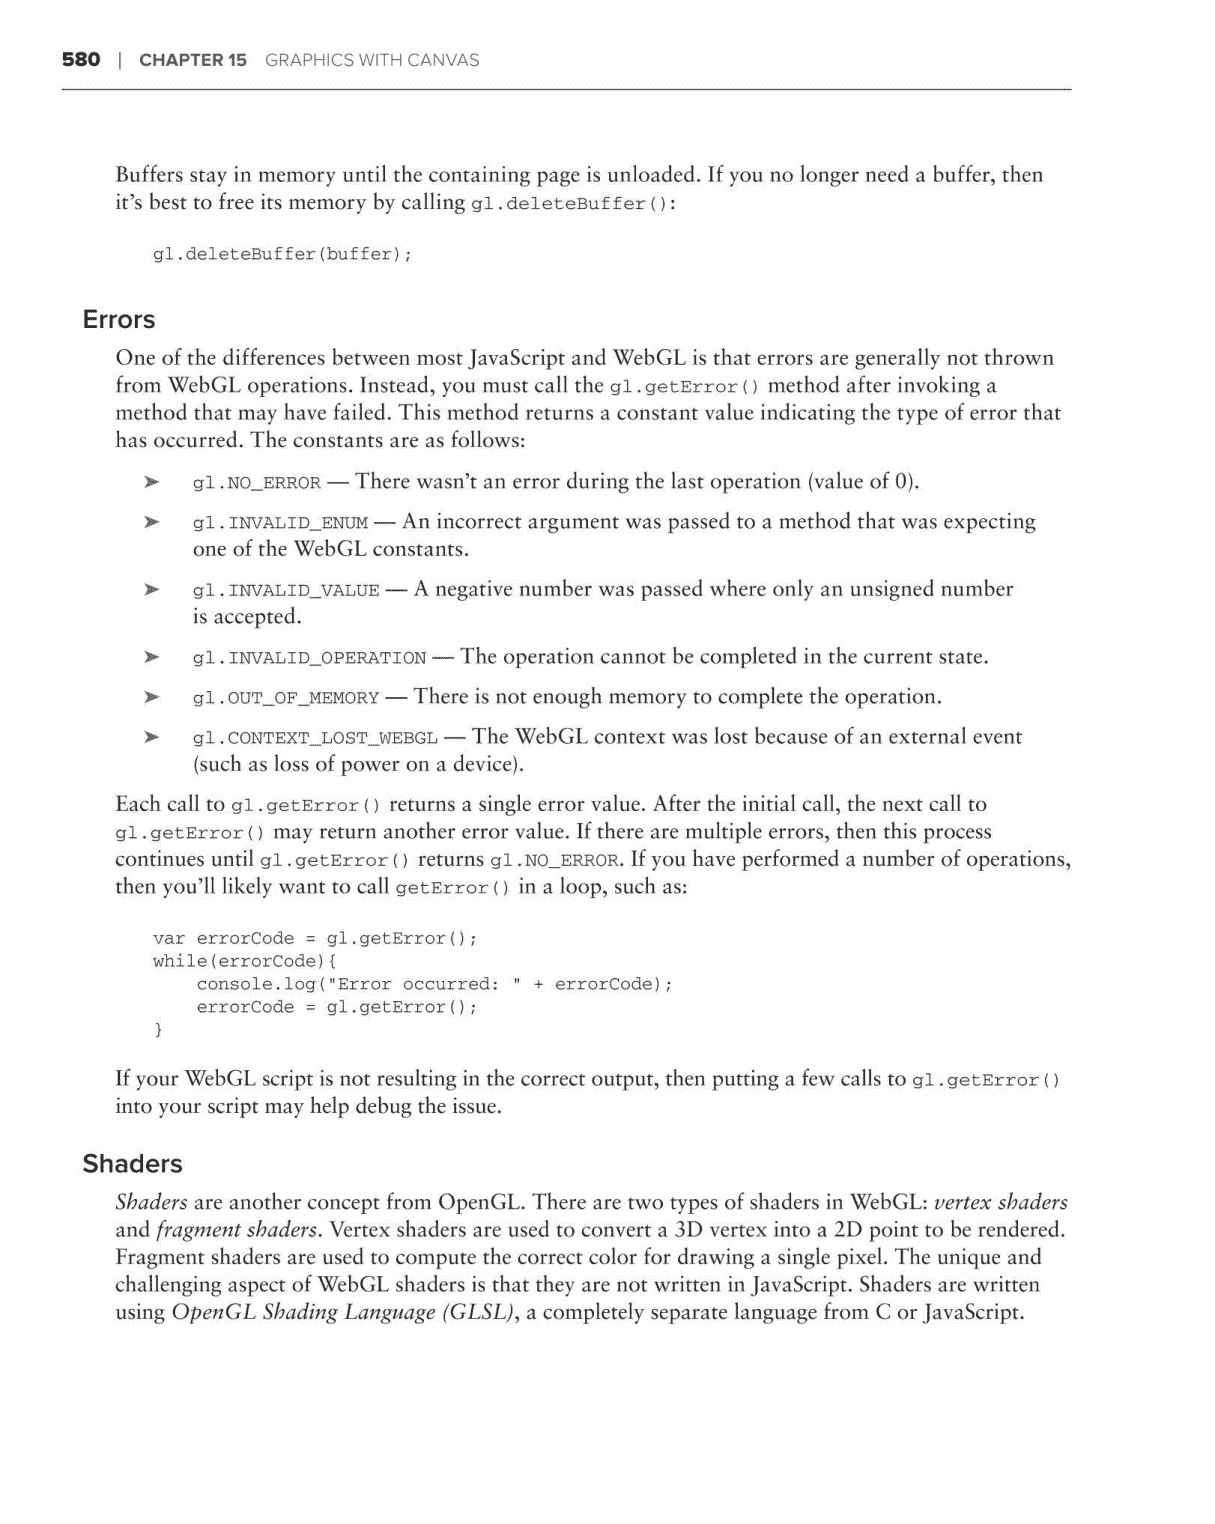 580 | CHAPTER 15 GRAPHICS WITH CANVAS
Buffers stay in memory until the containing page is unloaded. If you no longer need a buffer, then
it’s best to free its memory by calling gl.deleteBuffer():
gl.deleteBuffer(buffer);
Errors
One of the differences between most JavaScript and WebGL is that errors are generally not thrown
from WebGL operations. Instead, you must call the gl.getError() method after invoking a
method that may have failed. This method returns a constant value indicating the type of error that
has occurred. The constants are as follows:
➤ gl.NO_ERROR — There wasn’t an error during the last operation (value of 0).
➤ gl.INVALID_ENUM — An incorrect argument was passed to a method that was expecting
one of the WebGL constants.
➤ gl.INVALID_VALUE — A negative number was passed where only an unsigned number
is accepted.
➤ gl.INVALID_OPERATION — The operation cannot be completed in the current state.
➤ gl.OUT_OF_MEMORY — There is not enough memory to complete the operation.
➤ gl.CONTEXT_LOST_WEBGL — The WebGL context was lost because of an external event
(such as loss of power on a device).
Each call to gl.getError() returns a single error value. After the initial call, the next call to
gl.getError() may return another error value. If there are multiple errors, then this process
continues until gl.getError() returns gl.NO_ERROR. If you have performed a number of operations,
then you’ll likely want to call getError() in a loop, such as:
var errorCode = gl.getError();
while(errorCode){
    console.log("Error occurred: " + errorCode);
    errorCode = gl.getError();
}
If your WebGL script is not resulting in the correct output, then putting a few calls to gl.getError()
into your script may help debug the issue.
Shaders
Shaders are another concept from OpenGL. There are two types of shaders in WebGL: vertex shaders
and fragment shaders. Vertex shaders are used to convert a 3D vertex into a 2D point to be rendered.
Fragment shaders are used to compute the correct color for drawing a single pixel. The unique and
challenging aspect of WebGL shaders is that they are not written in JavaScript. Shaders are written
using OpenGL Shading Language (GLSL), a completely separate language from C or JavaScript.